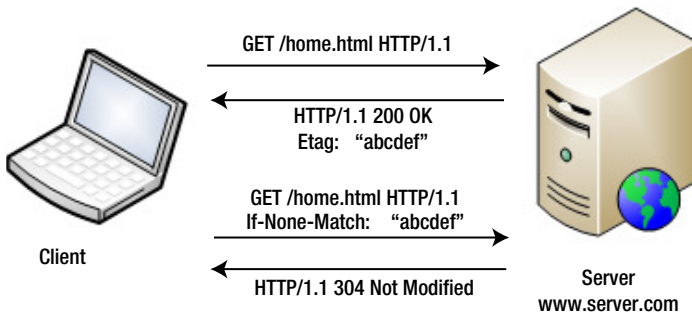 GET /home.html HTTP/1.1
HTTP/1.1 200 OK
Etag: “abcdef”
GET /home.html HTTP/1.1
If-None-Match: “abcdef”
HTTP/1.1 304 Not Modified
Client
Server
www.server.com